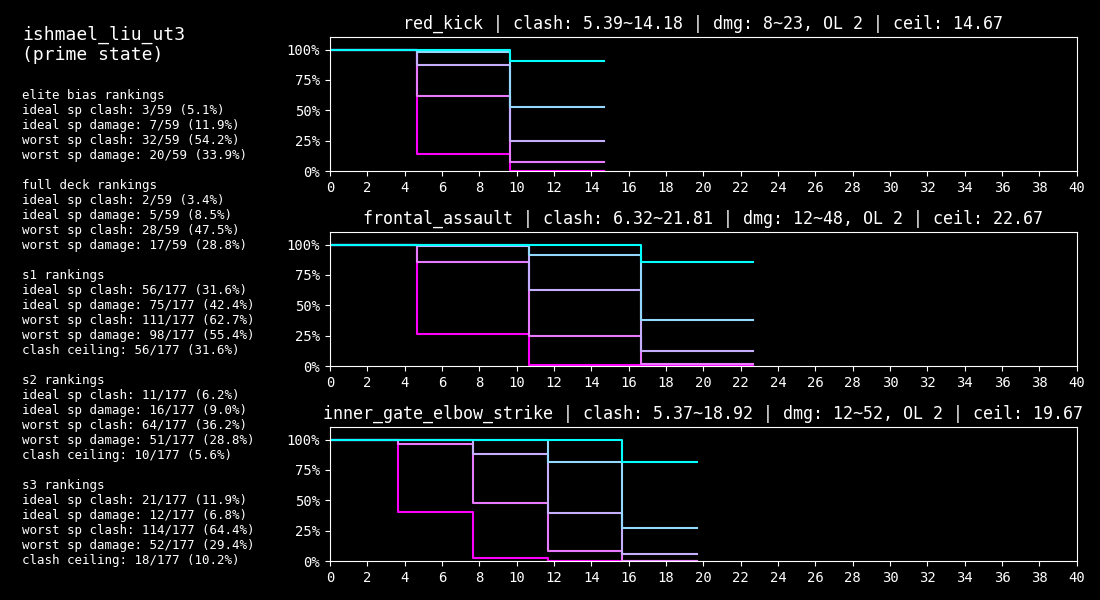 ishmael_liu_ut3
(prime state)
elite bias rankings
ideal sp clash: 3/59 (5.1%)
ideal sp damage: 7/59 (11.9%)
worst sp clash: 32/59 (54.2%)
worst sp damage: 20/59 (33.9%)
full deck rankings
ideal sp clash: 2/59 (3.4%)
ideal sp damage: 5/59 (8.5%)
worst sp clash: 28/59 (47.5%)
worst sp damage: 17/59 (28.8%)
s1 rankings
ideal sp clash: 56/177 (31.6%)
ideal sp damage: 75/177 (42.4%)
worst sp clash: 111/177 (62.7%)
worst sp damage: 98/177 (55.4%)
clash ceiling: 56/177 (31.6%)
s2 rankings
ideal sp clash: 11/177 (6.2%)
ideal sp damage: 16/177 (9.0%)
worst sp clash: 64/177 (36.2%)
worst sp damage: 51/177 (28.8%)
clash ceiling: 10/177 (5.6%)
s3 rankings
ideal sp clash: 21/177 (11.9%)
ideal sp damage: 12/177 (6.8%)
worst sp clash: 114/177 (64.4%)
worst sp damage: 52/177 (29.4%)
clash ceiling: 18/177 (10.2%)
red_kick | clash: 5.39~14.18 | dmg: 8~23, OL 2 | ceil: 14.67
100%
75%
50%
25%
0%
0 2 4 6 8 10 12 14 16 18 20 22 24 26 28 30 32 34 36 38 40
frontal_assault | clash: 6.32~21.81 | dmg: 12~48, OL 2 | ceil: 22.67
100%
75%
50%
25%
0%
0 2 4 6 8 10 12 14 16 18 20 22 24 26 28 30 32 34 36 38 40
inner_gate_elbow_strike | clash: 5.37~18.92 | dmg: 12~52, OL 2 | ceil: 19.67
100%
75%
50%
25%
0%
0 2 4 6 8 10 12 14 16 18 20 22 24 26 28 30 32 34 36 38 40